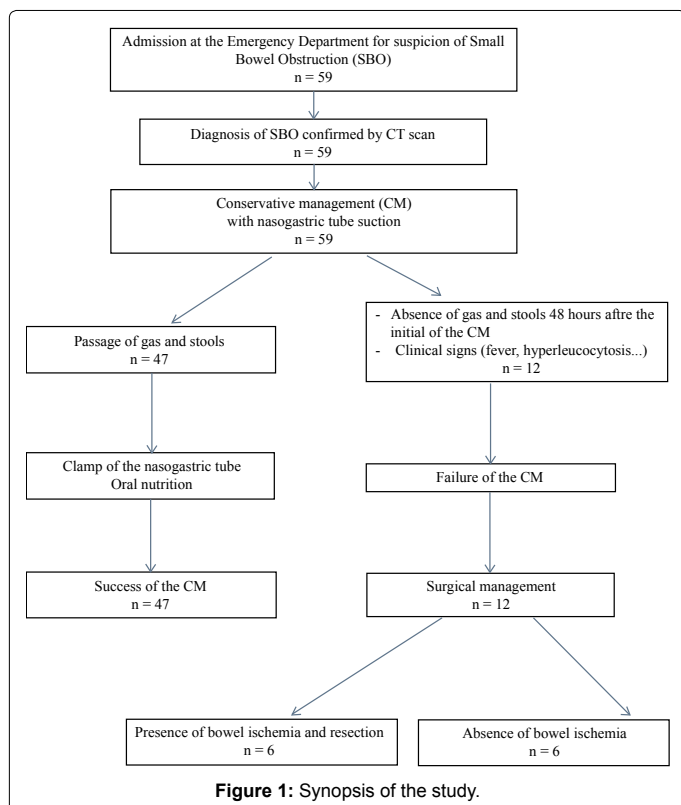 Admission at the Emergency Department for suspicion of Small
Bowel Obstruction (SBO)
n = 59
Diagnosis of SBO confirmed by CT scan
n = 59
Conservative management (CM)
with nasogastric tube suction
n = 59
Passage of gas and stools
n = 47
- Absence of gas and stools 48 hours aftre the
initial of the CM
- Clinical signs (fever, hyperleucocytosis...)
n = 12
Clamp of the nasogastric tube
Oral nutrition
Failure of the CM
Success of the CM
n = 47
Surgical management
n = 12
Presence of bowel ischemia and resection
n = 6
Absence of bowel ischemia
n = 6
Figure 1: Synopsis of the study.